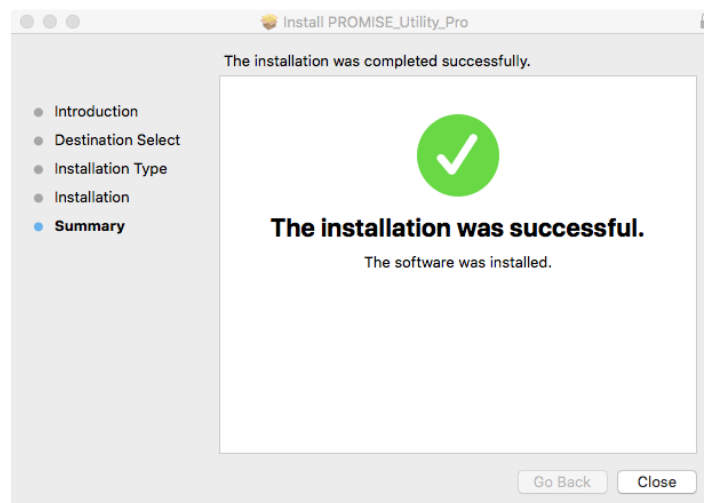 Install PROMISE_Utility_Pro
The installation was completed successfully.
Introduction
Destination Select
Installation Type
Installation
Summary
The installation was successful.
The software was installed.
Go Back
Close